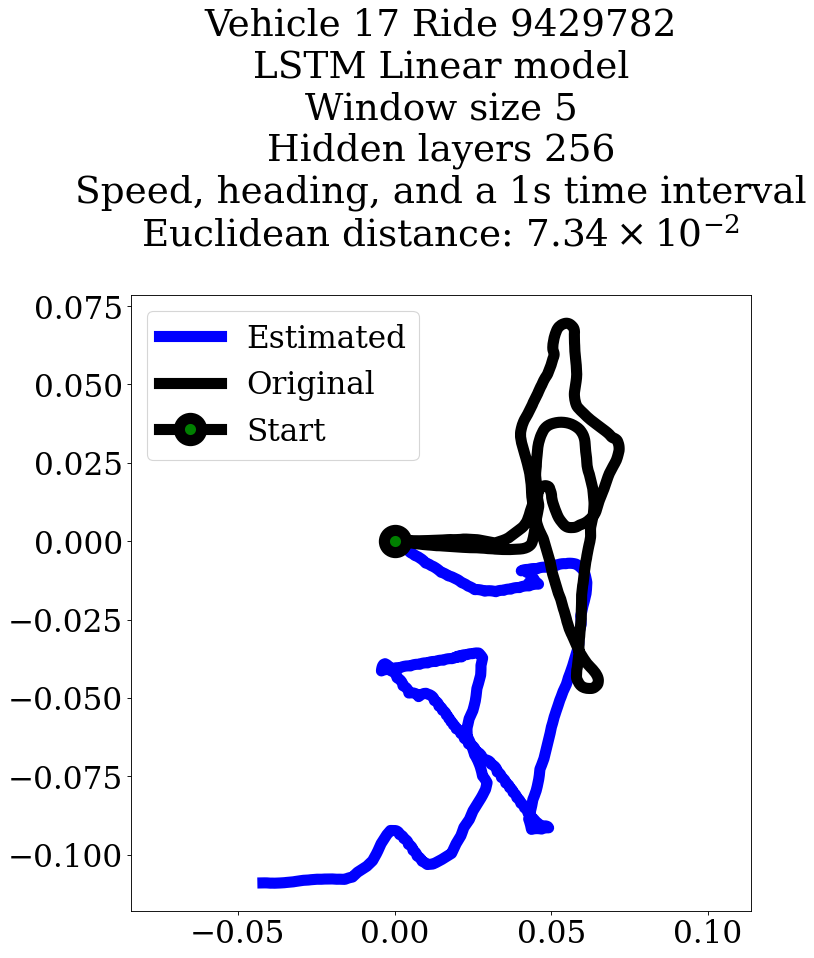 Vehicle 17 Ride 9429782
LSTM Linear model
Window size 5
Hidden layers 256
Speed, heading, and a 1s time interval
Euclidean distance: 7.34 × 10⁻²
Estimated
Original
Start
0.075
0.050
0.025
0.000
−0.025
−0.050
−0.075
−0.100
−0.05 0.00 0.05 0.10